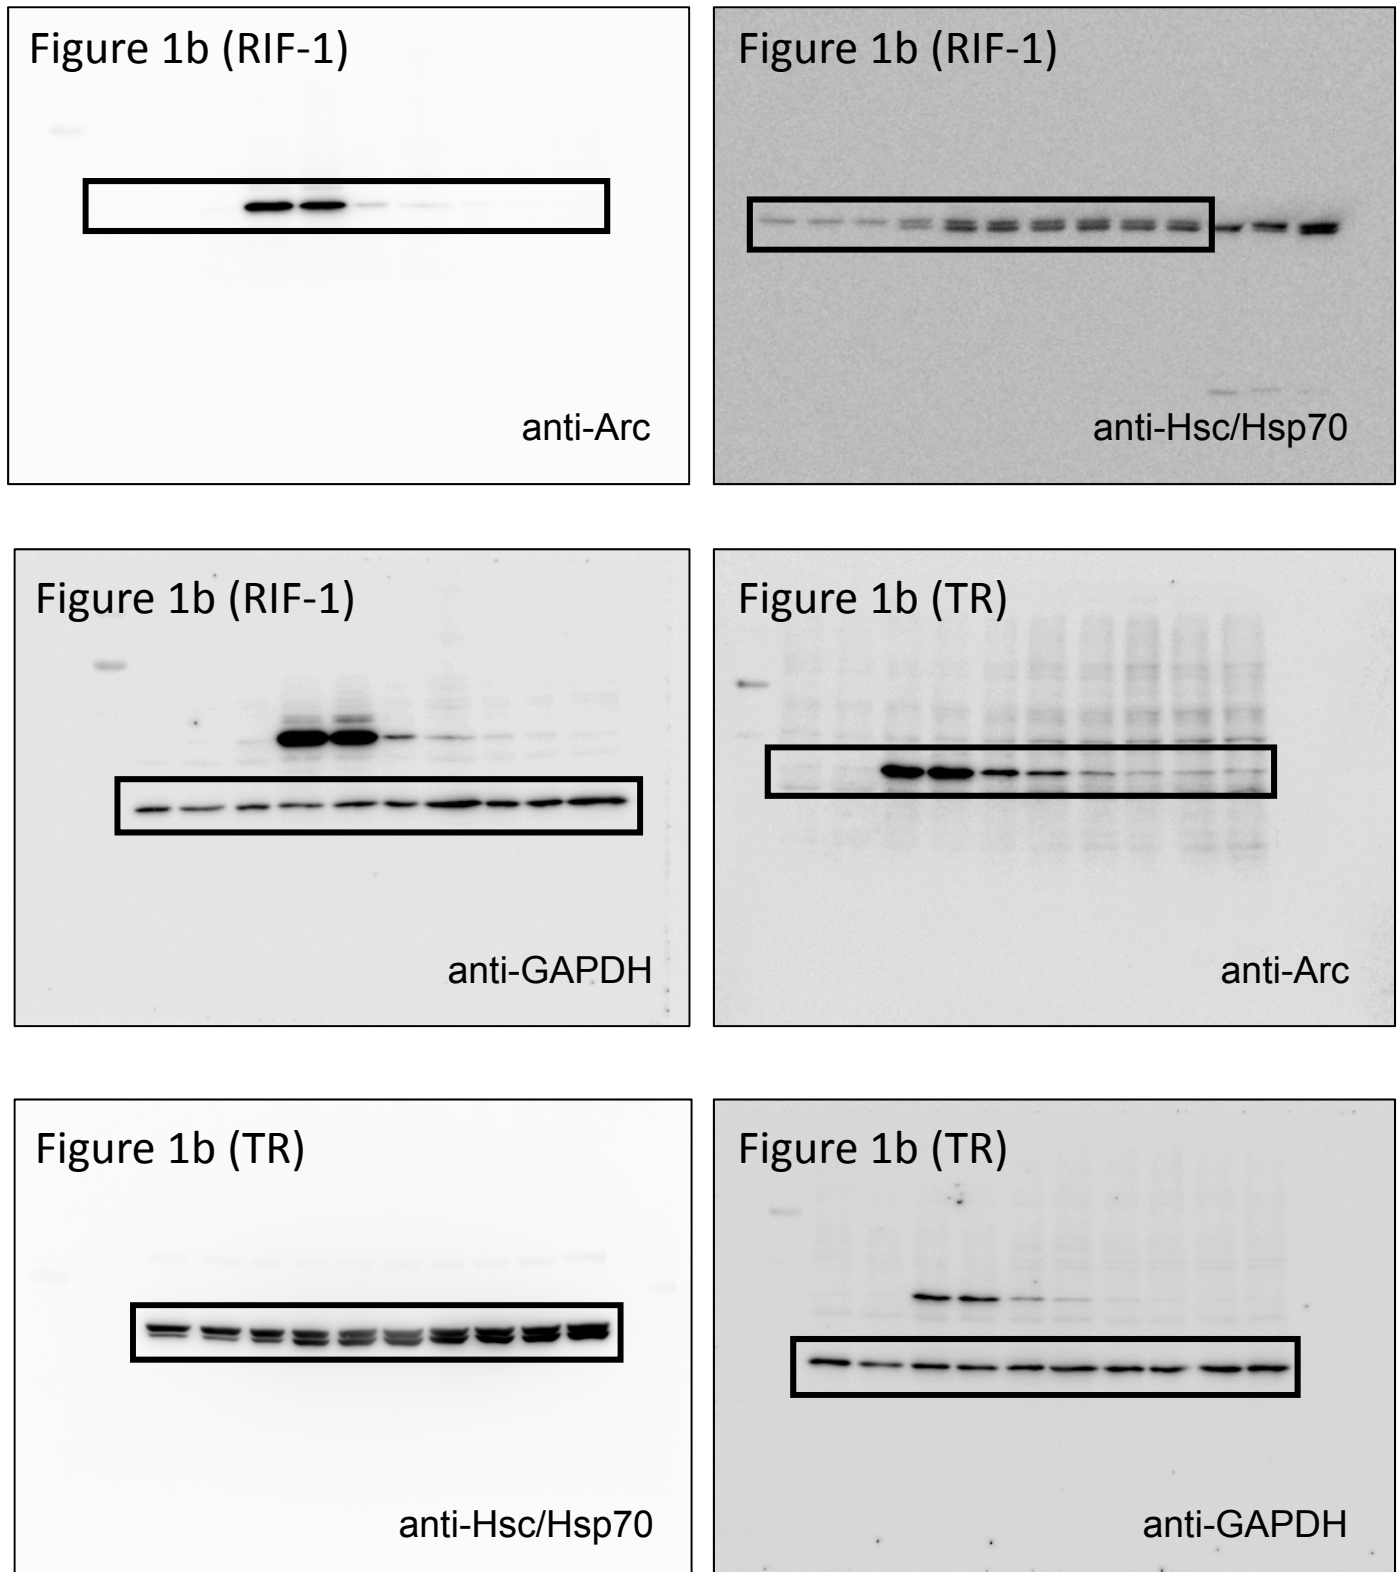 Figure 1b (RIF-1)
anti-Arc
Figure 1b (RIF-1)
anti-Hsc/Hsp70
Figure 1b (RIF-1)
anti-GAPDH
Figure 1b (TR)
anti-Arc
Figure 1b (TR)
anti-Hsc/Hsp70
Figure 1b (TR)
anti-GAPDH